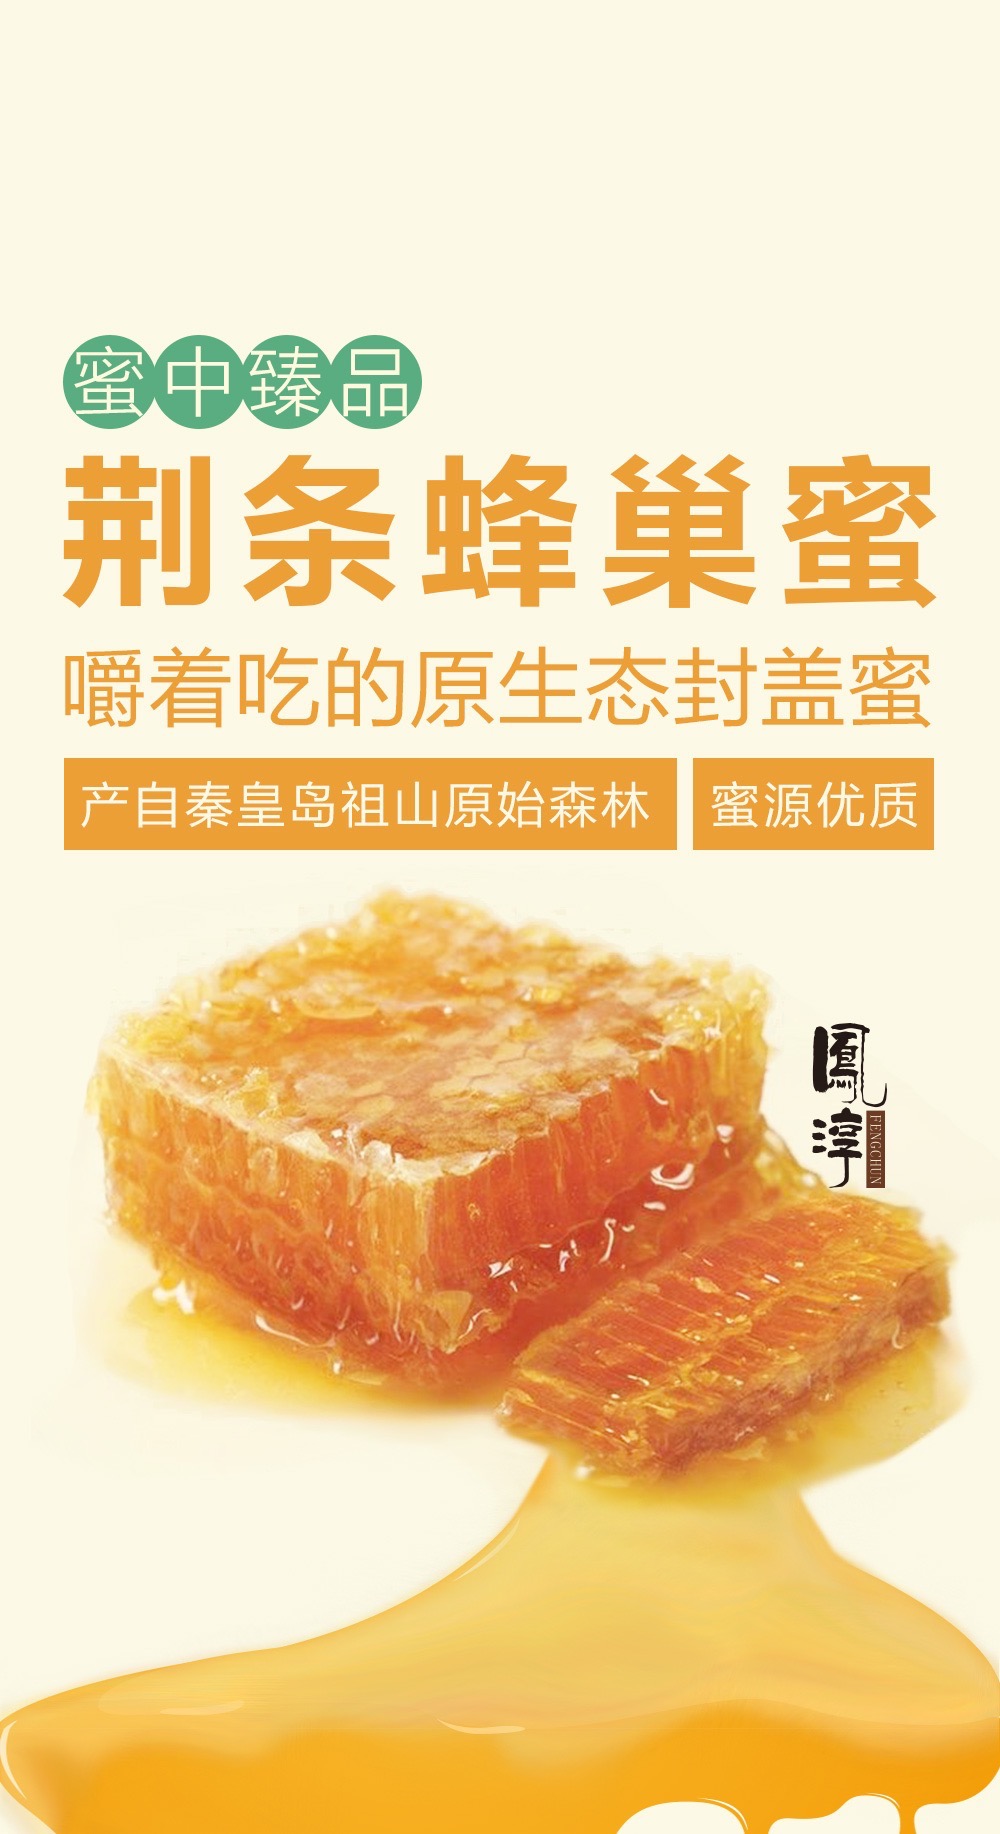 蜜中臻品
荆条蜂巢蜜
嚼着吃的原生态封盖蜜
产自秦皇岛祖山原始森林 蜜源优质
鳯淳
FENGCHUN